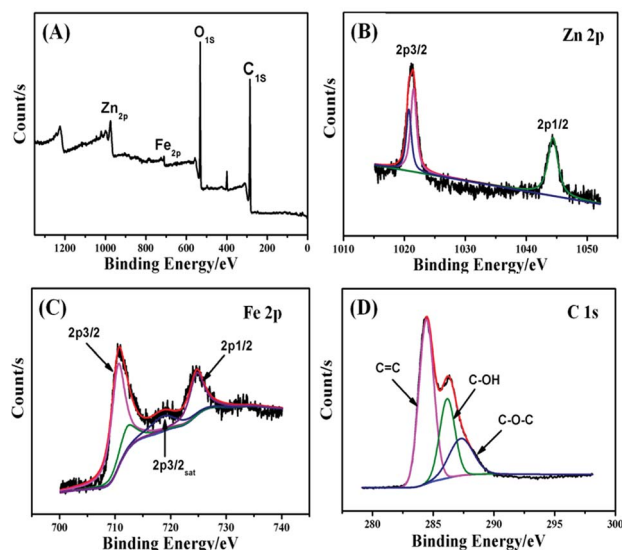 (A)
O1S
C1S
Zn2p
Fe2p
Count/s
1200 1000 800 600 400 200 0
Binding Energy/eV
(B)
Zn 2p
2p3/2
2p1/2
Count/s
1010 1020 1030 1040 1050
Binding Energy/eV
(C)
Fe 2p
2p3/2
2p1/2
2p3/2sat
Count/s
700 710 720 730 740
Binding Energy/eV
(D)
C 1s
C=C
C-OH
C-O-C
Count/s
280 285 290 295 300
Binding Energy/eV